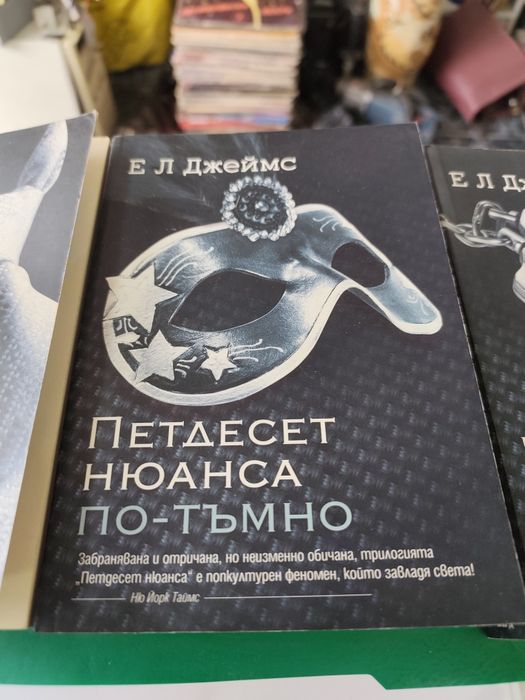 Е Л Джеймс
Петдесет
нюанса
по-тъмно
Забранявана и отричана, но неизменно обичана, трилогията
„Петдесет нюанса“ е попкултурен феномен, който завладя света!
Ню Йорк Таймс
Е Л